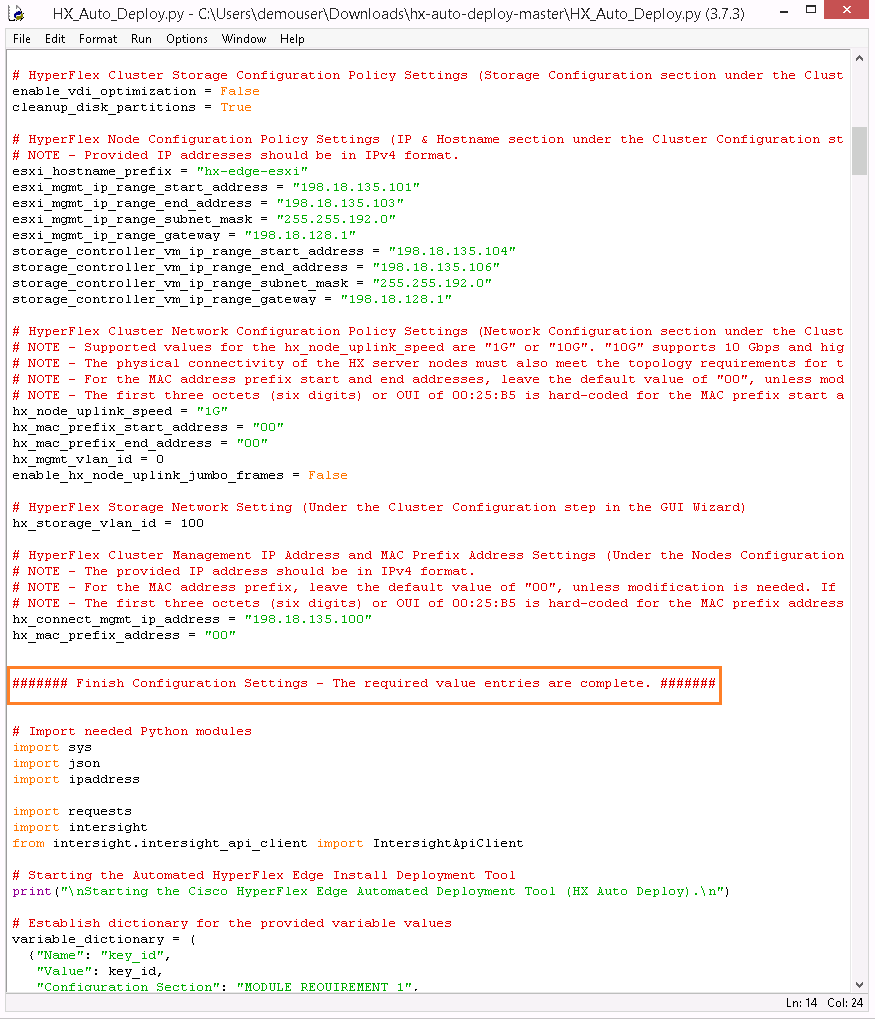 HX_Auto_Deploy.py - C:\Users\demouser\Downloads\hx-auto-deploy-master\HX_Auto_Deploy.py (3.7.3)
File Edit Format Run Options Window Help
# HyperFlex Cluster Storage Configuration Policy Settings (Storage Configuration section under the Clust
enable_vdi_optimization = False
cleanup_disk_partitions = True

# HyperFlex Node Configuration Policy Settings (IP & Hostname section under the Cluster Configuration st
# NOTE - Provided IP addresses should be in IPv4 format.
esxi_hostname_prefix = "hx-edge-esxi"
esxi_mgmt_ip_range_start_address = "198.18.135.101"
esxi_mgmt_ip_range_end_address = "198.18.135.103"
esxi_mgmt_ip_range_subnet_mask = "255.255.192.0"
esxi_mgmt_ip_range_gateway = "198.18.128.1"
storage_controller_vm_ip_range_start_address = "198.18.135.104"
storage_controller_vm_ip_range_end_address = "198.18.135.106"
storage_controller_vm_ip_range_subnet_mask = "255.255.192.0"
storage_controller_vm_ip_range_gateway = "198.18.128.1"

# HyperFlex Cluster Network Configuration Policy Settings (Network Configuration section under the Clust
# NOTE - Supported values for the hx_node_uplink_speed are "1G" or "10G". "10G" supports 10 Gbps and hig
# NOTE - The physical connectivity of the HX server nodes must also meet the topology requirements for t
# NOTE - For the MAC address prefix start and end addresses, leave the default value of "00", unless mod
# NOTE - The first three octets (six digits) or OUI of 00:25:B5 is hard-coded for the MAC prefix start a
hx_node_uplink_speed = "1G"
hx_mac_prefix_start_address = "00"
hx_mac_prefix_end_address = "00"
hx_mgmt_vlan_id = 0
enable_hx_node_uplink_jumbo_frames = False

# HyperFlex Storage Network Setting (Under the Cluster Configuration step in the GUI Wizard)
hx_storage_vlan_id = 100

# HyperFlex Cluster Management IP Address and MAC Prefix Address Settings (Under the Nodes Configuration
# NOTE - The provided IP address should be in IPv4 format.
# NOTE - For the MAC address prefix, leave the default value of "00", unless modification is needed. If
# NOTE - The first three octets (six digits) or OUI of 00:25:B5 is hard-coded for the MAC prefix address
hx_connect_mgmt_ip_address = "198.18.135.100"
hx_mac_prefix_address = "00"

####### Finish Configuration Settings - The required value entries are complete. #######

# Import needed Python modules
import sys
import json
import ipaddress

import requests
import intersight
from intersight.intersight_api_client import IntersightApiClient

# Starting the Automated HyperFlex Edge Install Deployment Tool
print("\nStarting the Cisco HyperFlex Edge Automated Deployment Tool (HX Auto Deploy).\n")

# Establish dictionary for the provided variable values
variable_dictionary = (
  {"Name": "key_id",
   "Value": key_id,
   "Configuration Section": "MODULE REQUIREMENT 1",
Ln: 14 Col: 24